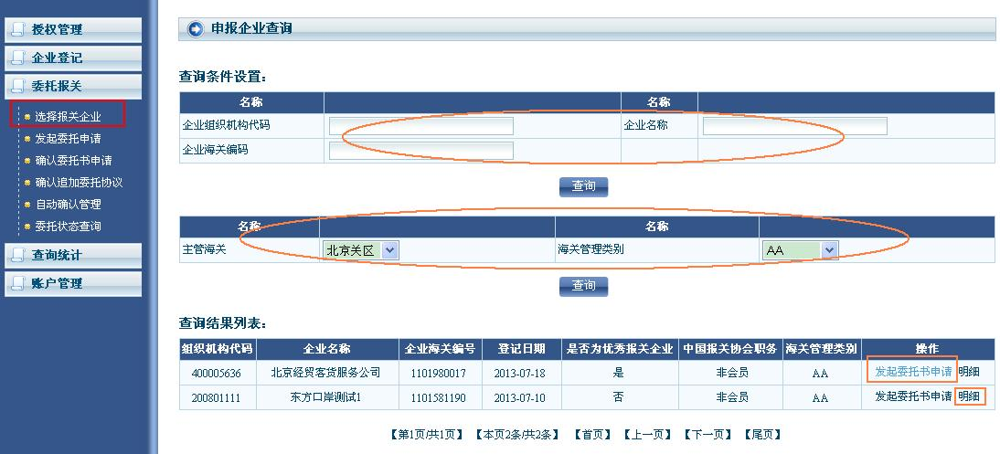 授权管理
企业登记
委托报关
选择报关企业
发起委托申请
确认委托书申请
确认追加委托协议
自动确认管理
委托状态查询
查询统计
账户管理
申报企业查询
查询条件设置：
名称 名称
企业组织机构代码 企业名称
企业海关编码
查询
名称 名称
主管海关 北京关区 海关管理类别 AA
查询
查询结果列表：
组织机构代码 企业名称 企业海关编号 登记日期 是否为优秀报关企业 中国报关协会职务 海关管理类别 操作
400005636 北京经贸客货服务公司 1101980017 2013-07-18 是 非会员 AA 发起委托书申请 明细
200801111 东方口岸测试1 1101581190 2013-07-10 否 非会员 AA 发起委托书申请 明细
【第1页/共1页】 【本页2条/共2条】 【首页】 【上一页】 【下一页】 【尾页】